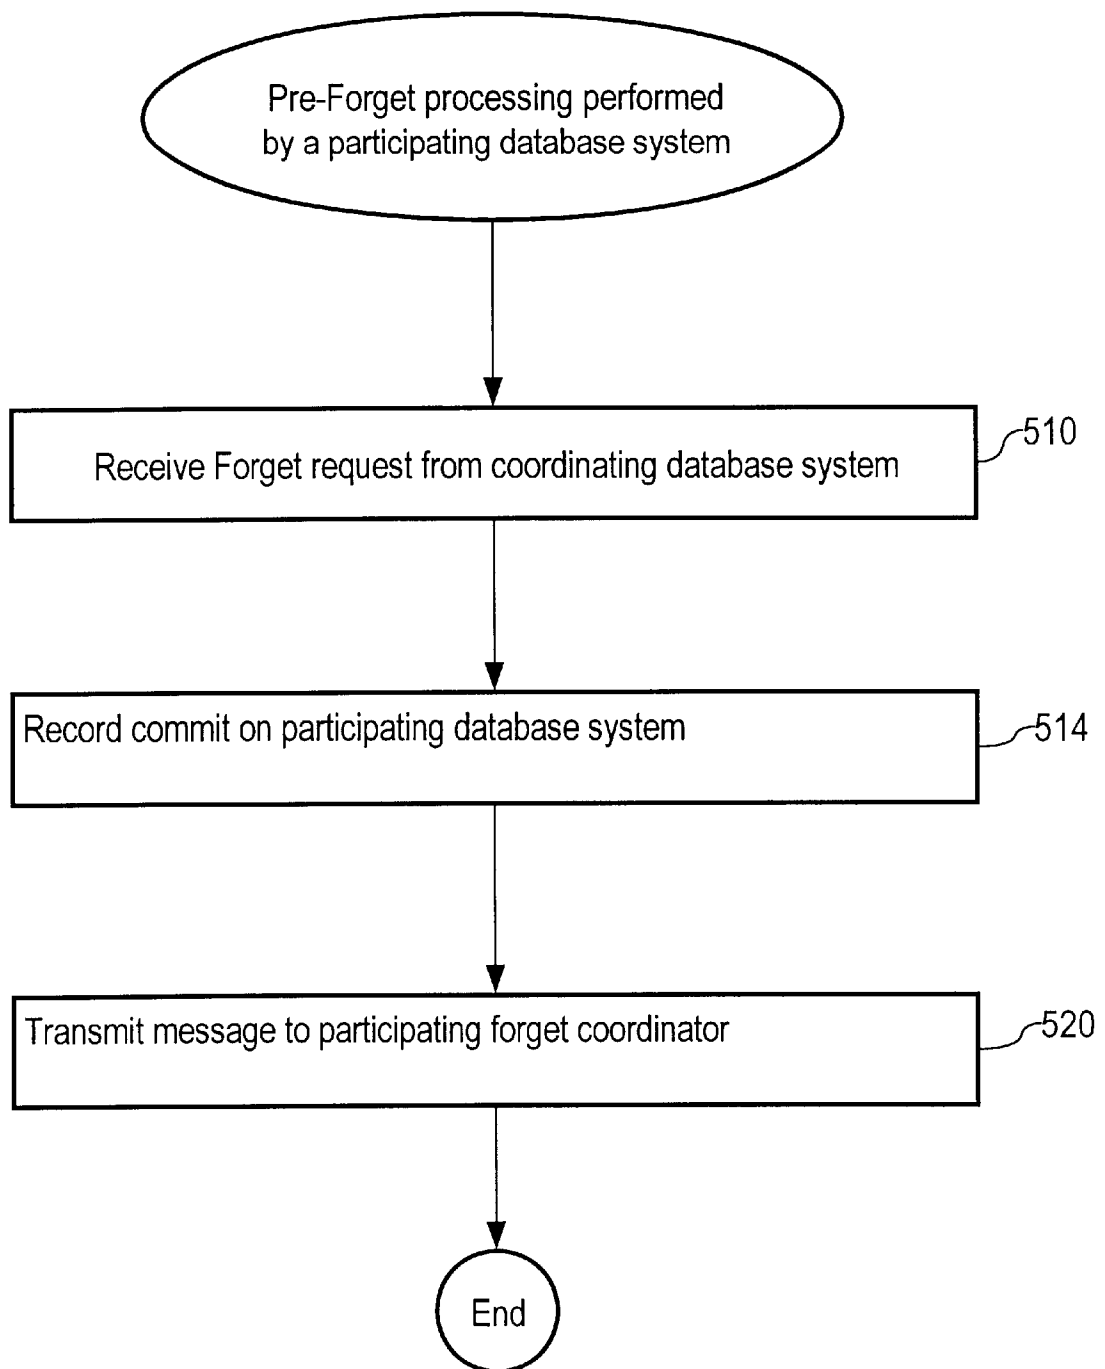 Pre-Forget processing performed
by a participating database system
Receive Forget request from coordinating database system
510
Record commit on participating database system
514
Transmit message to participating forget coordinator
520
End